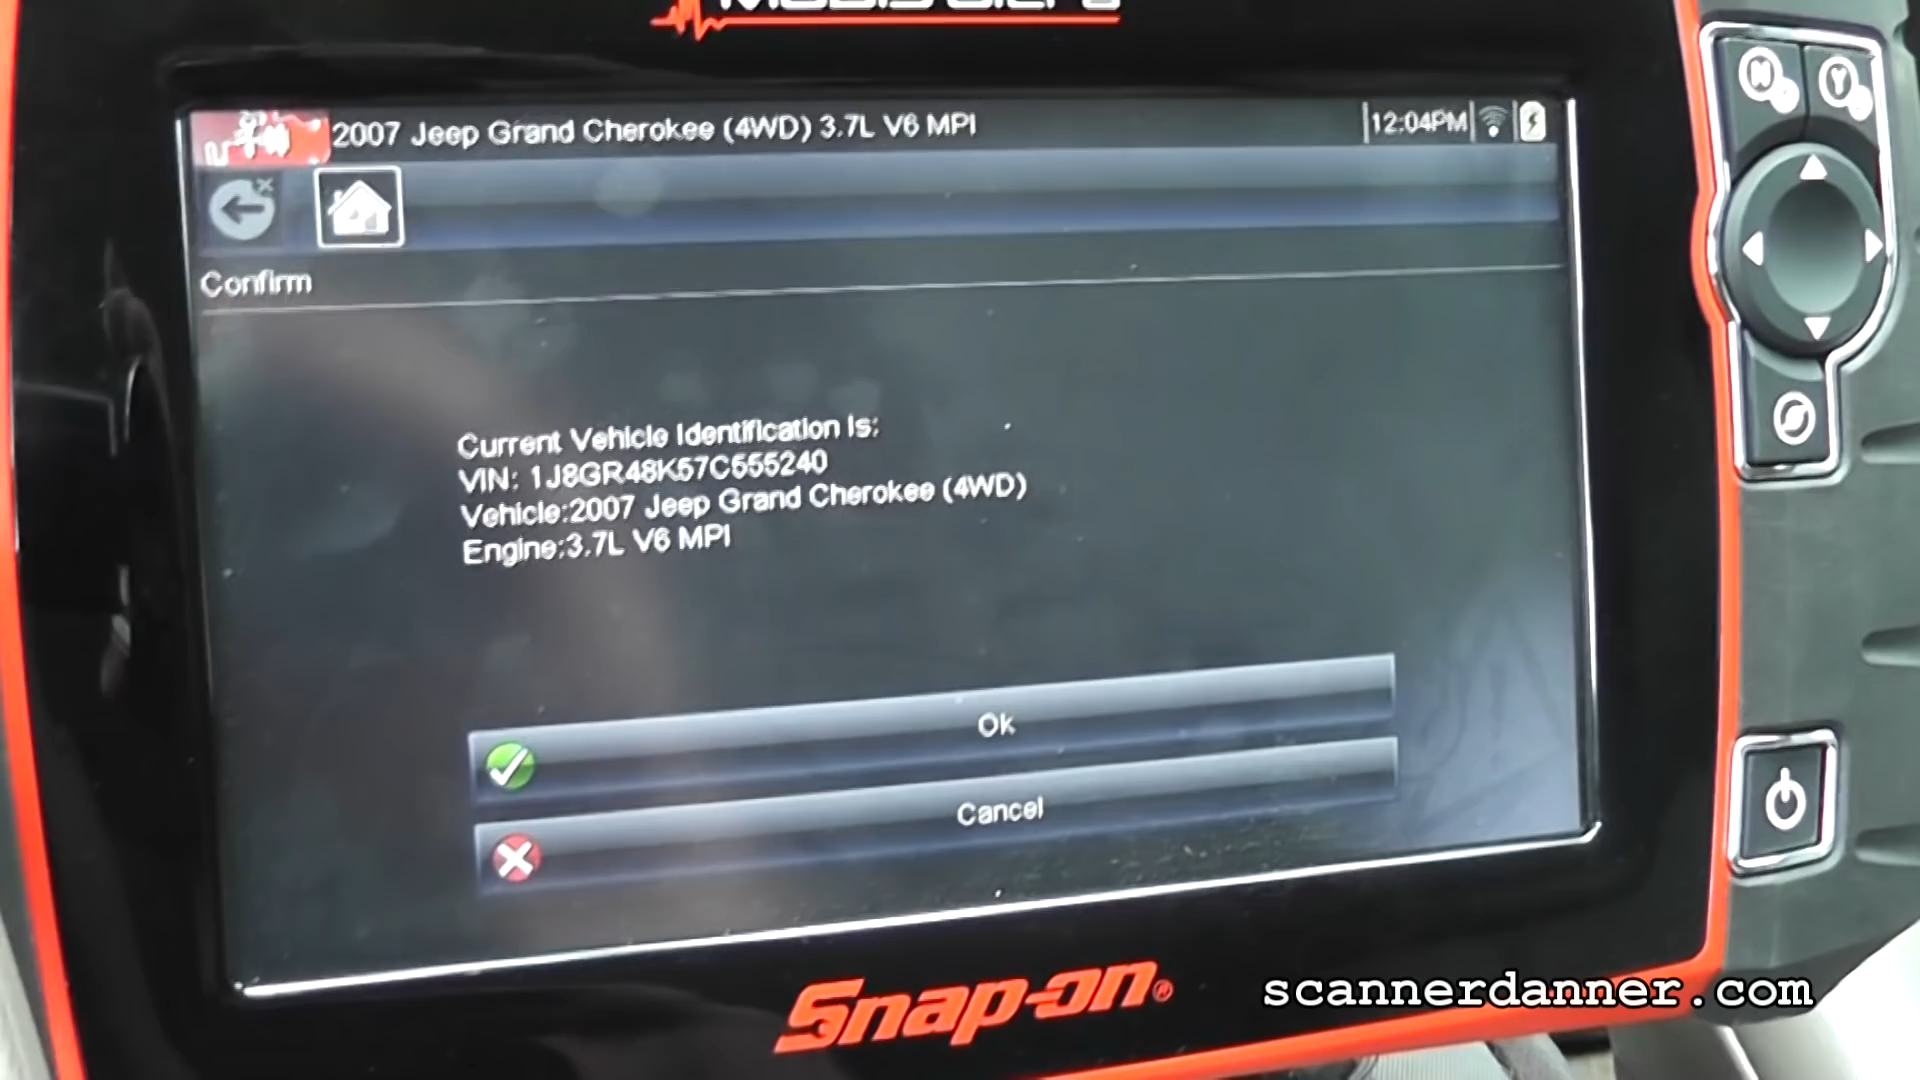 2007 Jeep Grand Cherokee (4WD) 3.7L V6 MPI
12:04PM
N
Y
Confirm
Current Vehicle Identification Is:
VIN: 1J8GR48K57C555240
Vehicle:2007 Jeep Grand Cherokee (4WD)
Engine:3.7L V6 MPI
Ok
Cancel
Snap-on®
scannerdanner.com